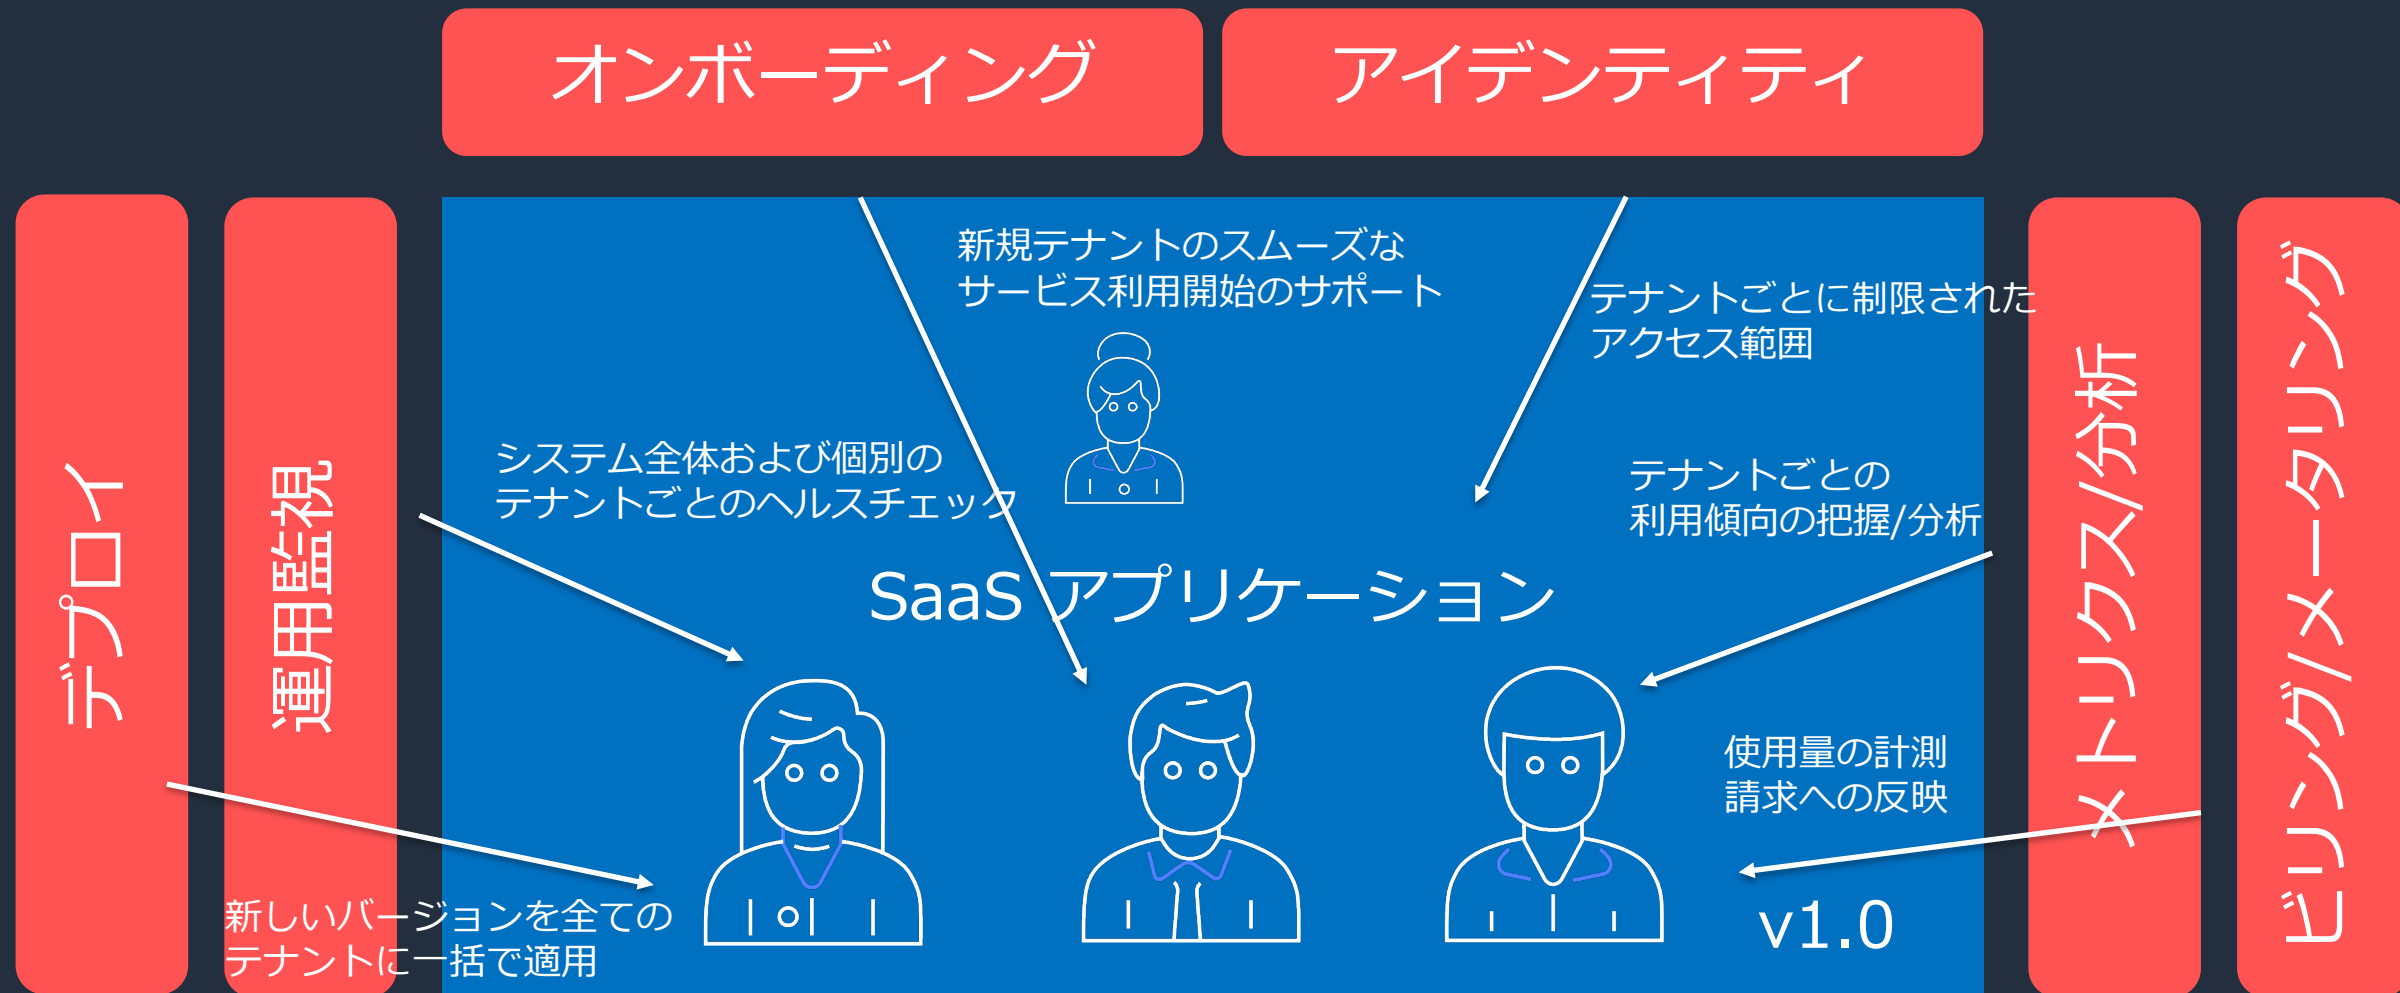 オンボーディング
アイデンティティ
デプロイ
運用監視
新規テナントのスムーズな
サービス利用開始のサポート
テナントごとに制限された
アクセス範囲
システム全体および個別の
テナントごとのヘルスチェック
テナントごとの
利用傾向の把握/分析
SaaS アプリケーション
使用量の計測
請求への反映
新しいバージョンを全ての
テナントに一括で適用
v1.0
メトリクス/分析
ビリング/メータリング